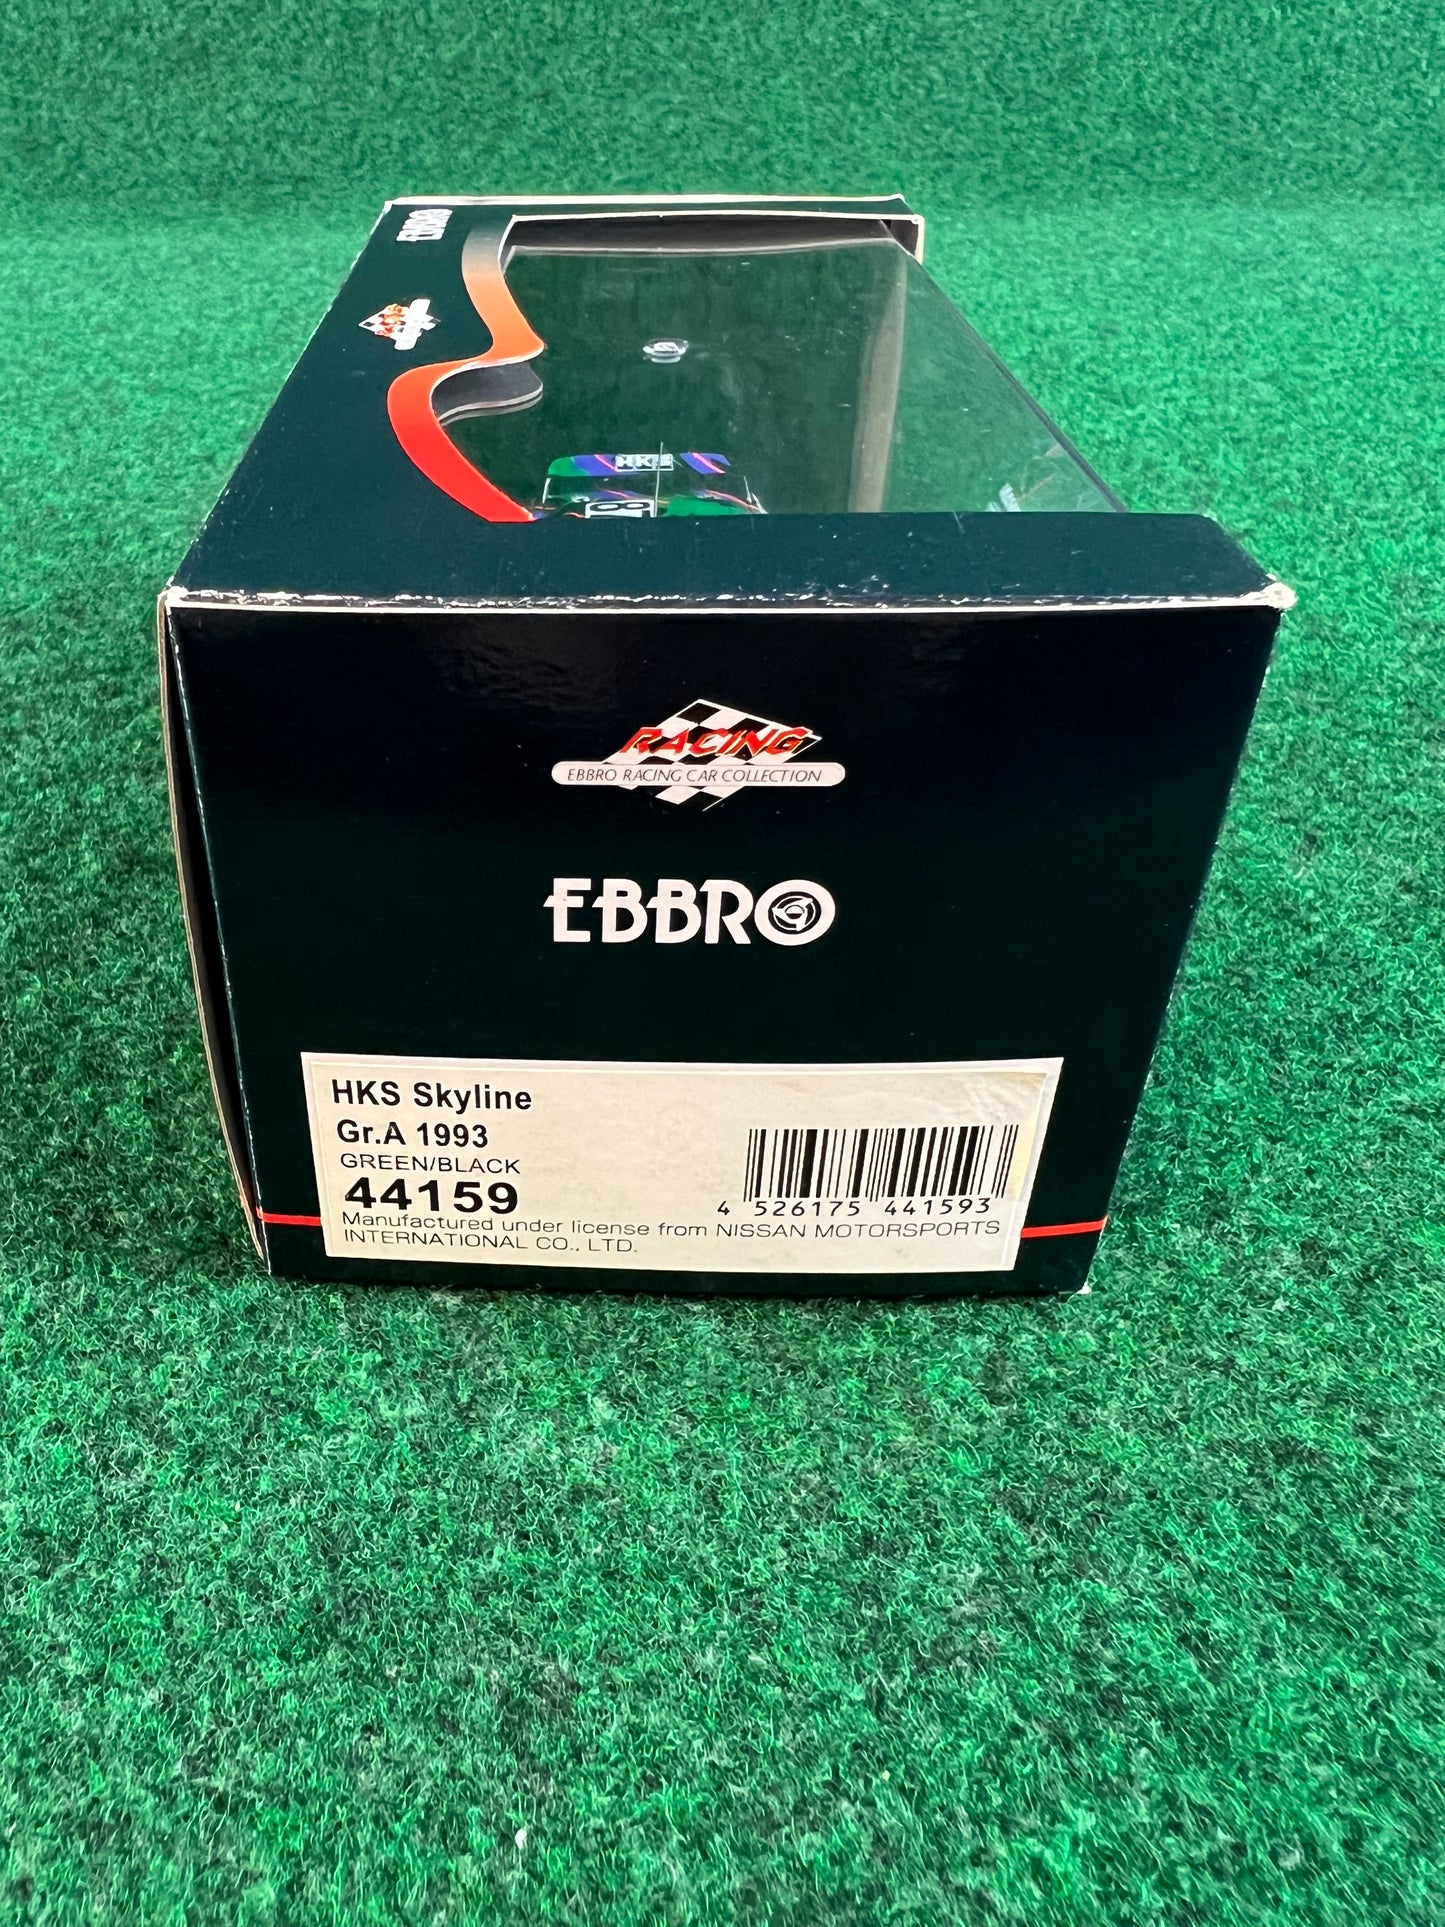 EBBRO
HKS
RACING
EBBRO RACING CAR COLLECTION
EBBRO
HKS Skyline
Gr.A 1993
GREEN/BLACK
44159
4 526175 441593
Manufactured under license from NISSAN MOTORSPORTS
INTERNATIONAL CO., LTD.